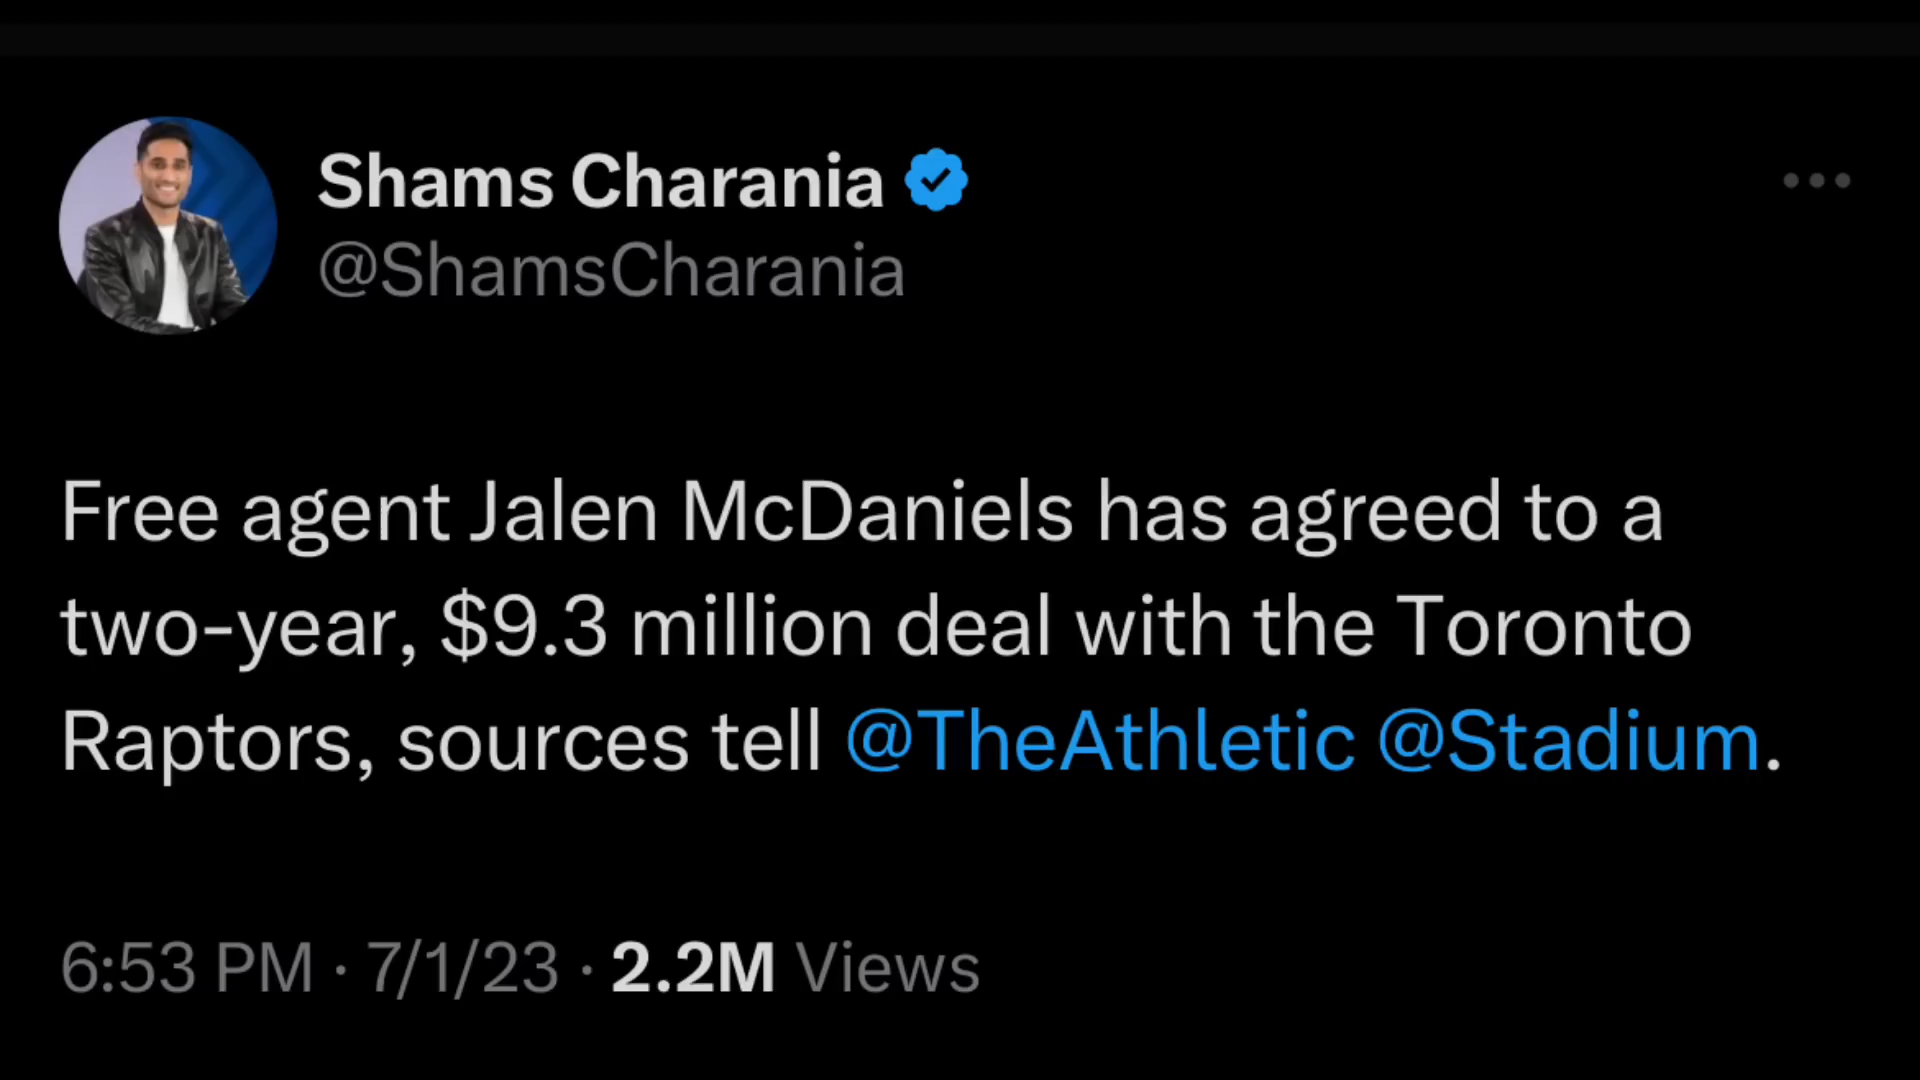 Shams Charania
@ShamsCharania
Free agent Jalen McDaniels has agreed to a
two-year, $9.3 million deal with the Toronto
Raptors, sources tell @TheAthletic @Stadium.
6:53 PM · 7/1/23 · 2.2M Views